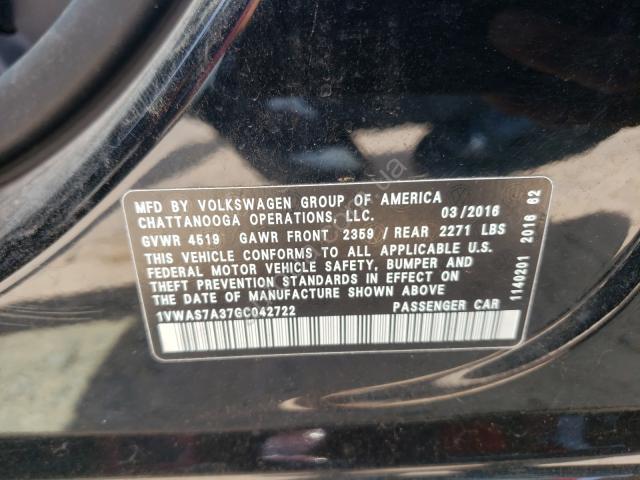 MFD BY VOLKSWAGEN GROUP OF AMERICA
CHATTANOOGA OPERATIONS, LLC. 03/2016
GVWR 4519 GAWR FRONT 2359 / REAR 2271 LBS
THIS VEHICLE CONFORMS TO ALL APPLICABLE U.S.
FEDERAL MOTOR VEHICLE SAFETY, BUMPER AND
THEFT PREVENTION STANDARDS IN EFFECT ON
THE DATE OF MANUFACTURE SHOWN ABOVE
1VWAS7A37GC042722 PASSENGER CAR
1140201 2016 62